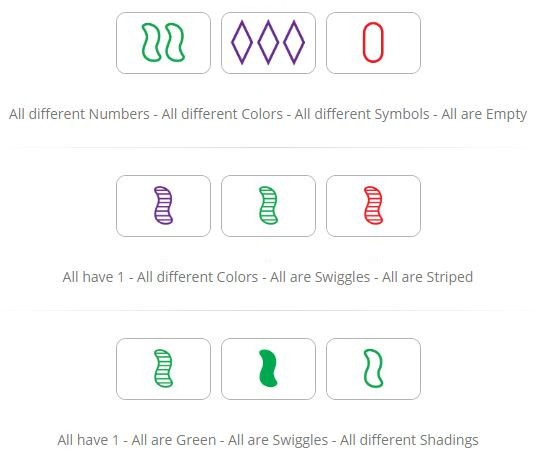 All different Numbers - All different Colors - All different Symbols - All are Empty
All have 1 - All different Colors - All are Swiggles - All are Striped
All have 1 - All are Green - All are Swiggles - All different Shadings